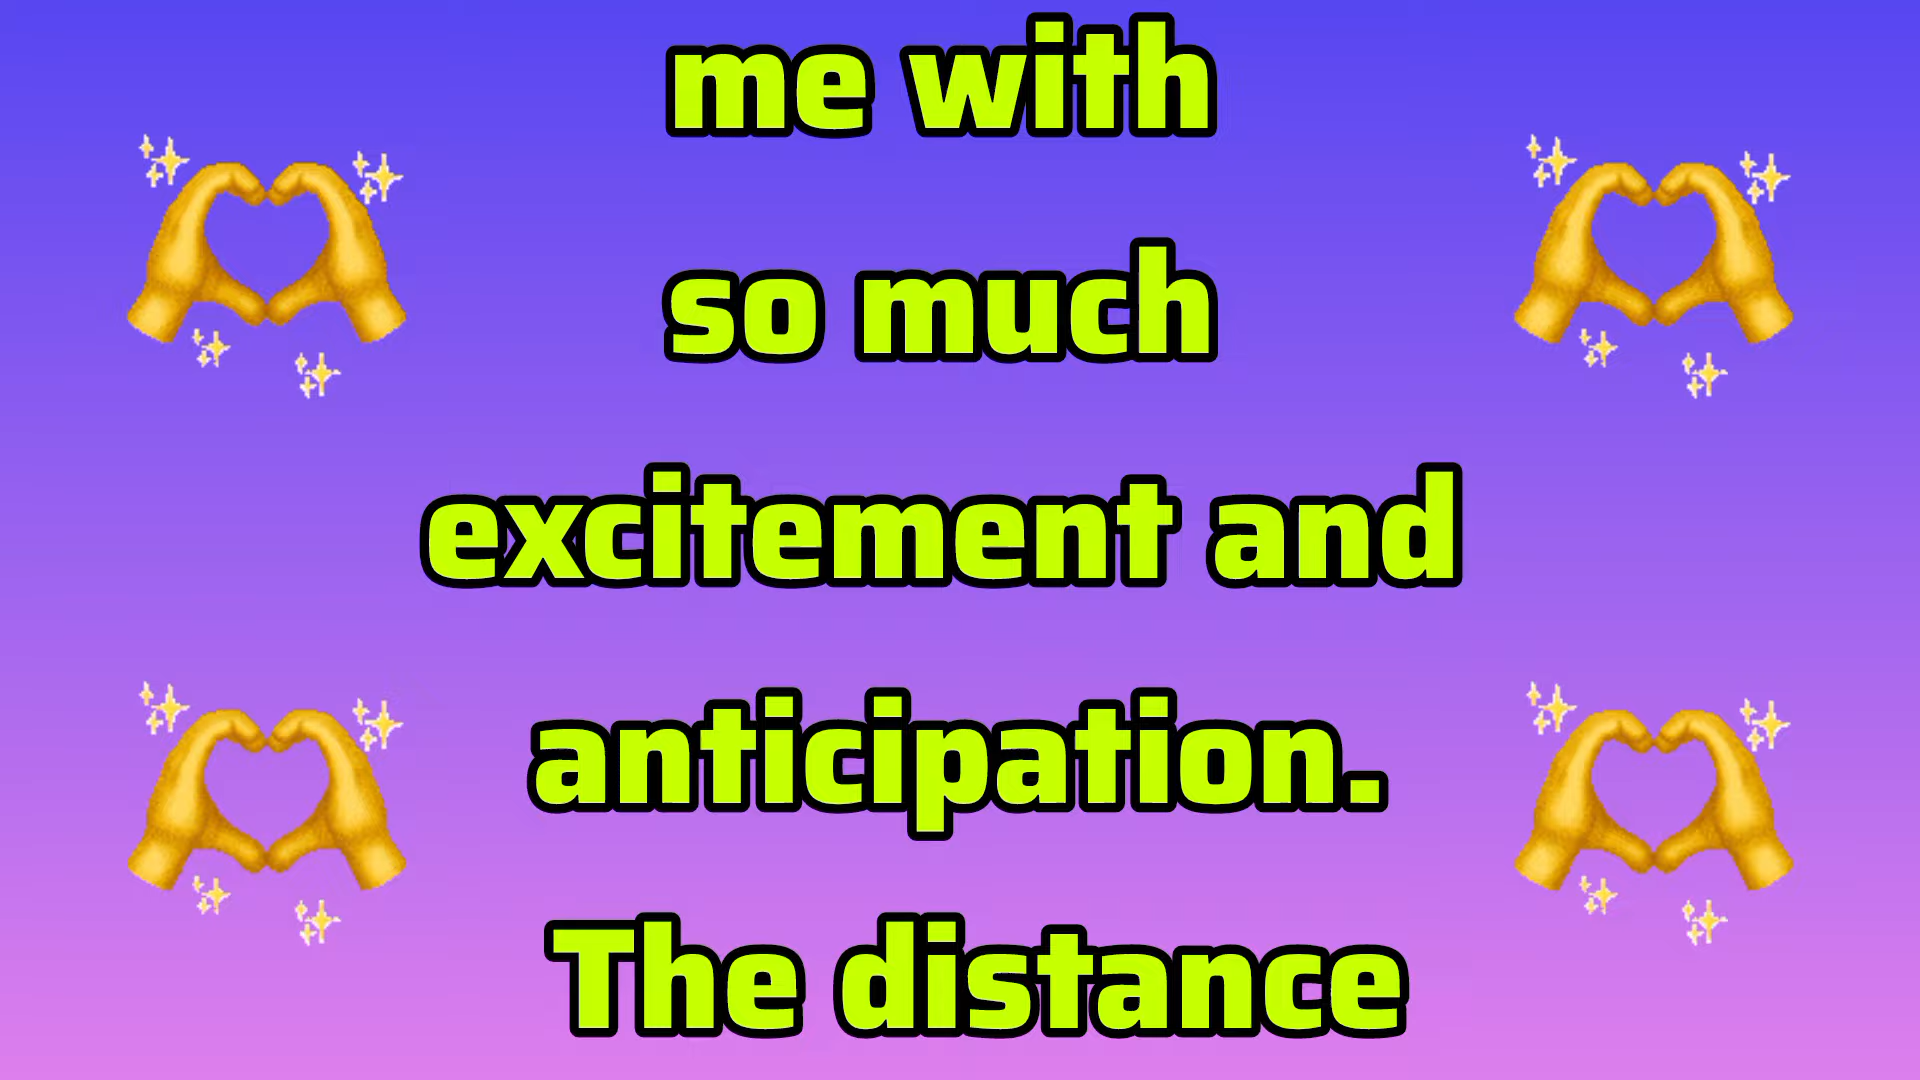 me with
so much
excitement and
anticipation.
The distance